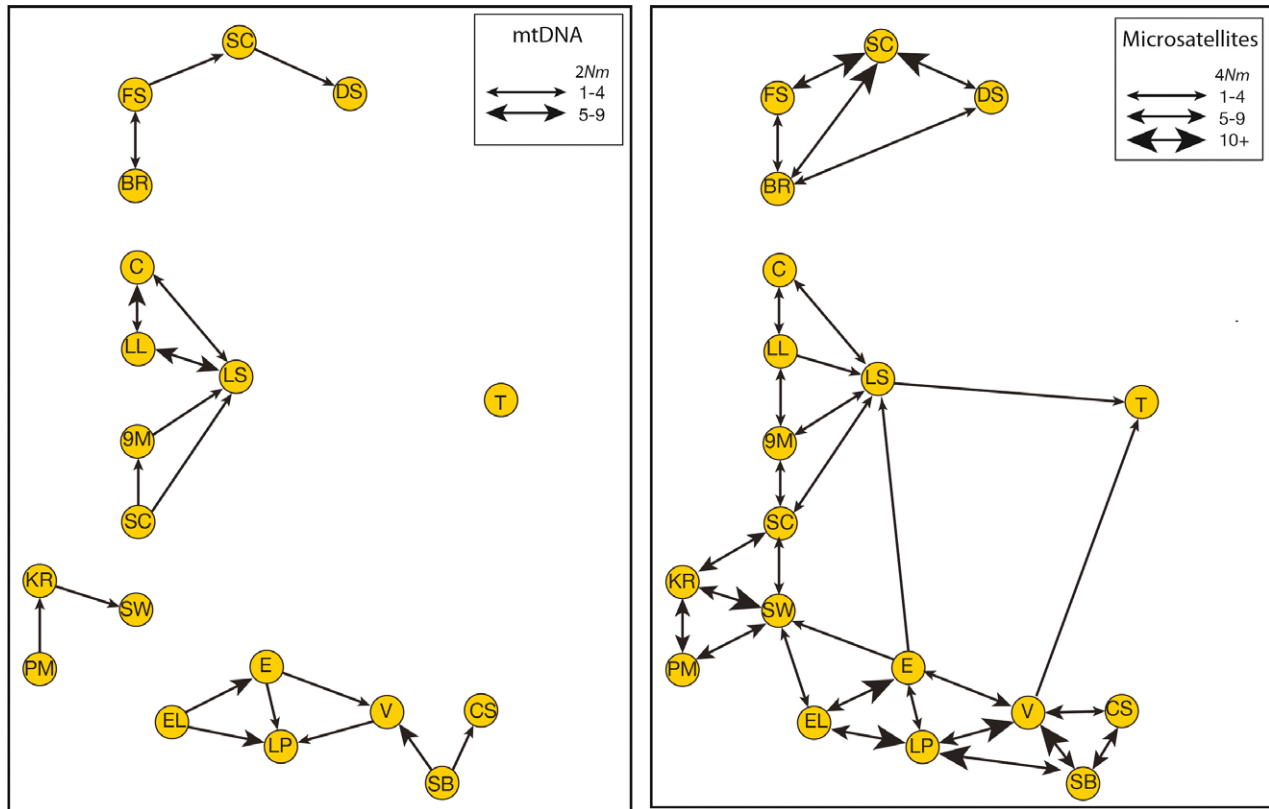 mtDNA
2Nm
1-4
5-9
SC
FS
DS
BR
C
LL
LS
T
9M
SC
KR
SW
PM
E
EL
V
CS
LP
SB
Microsatellites
4Nm
1-4
5-9
10+
SC
FS
DS
BR
C
LL
LS
T
9M
SC
KR
SW
PM
E
EL
V
CS
LP
SB